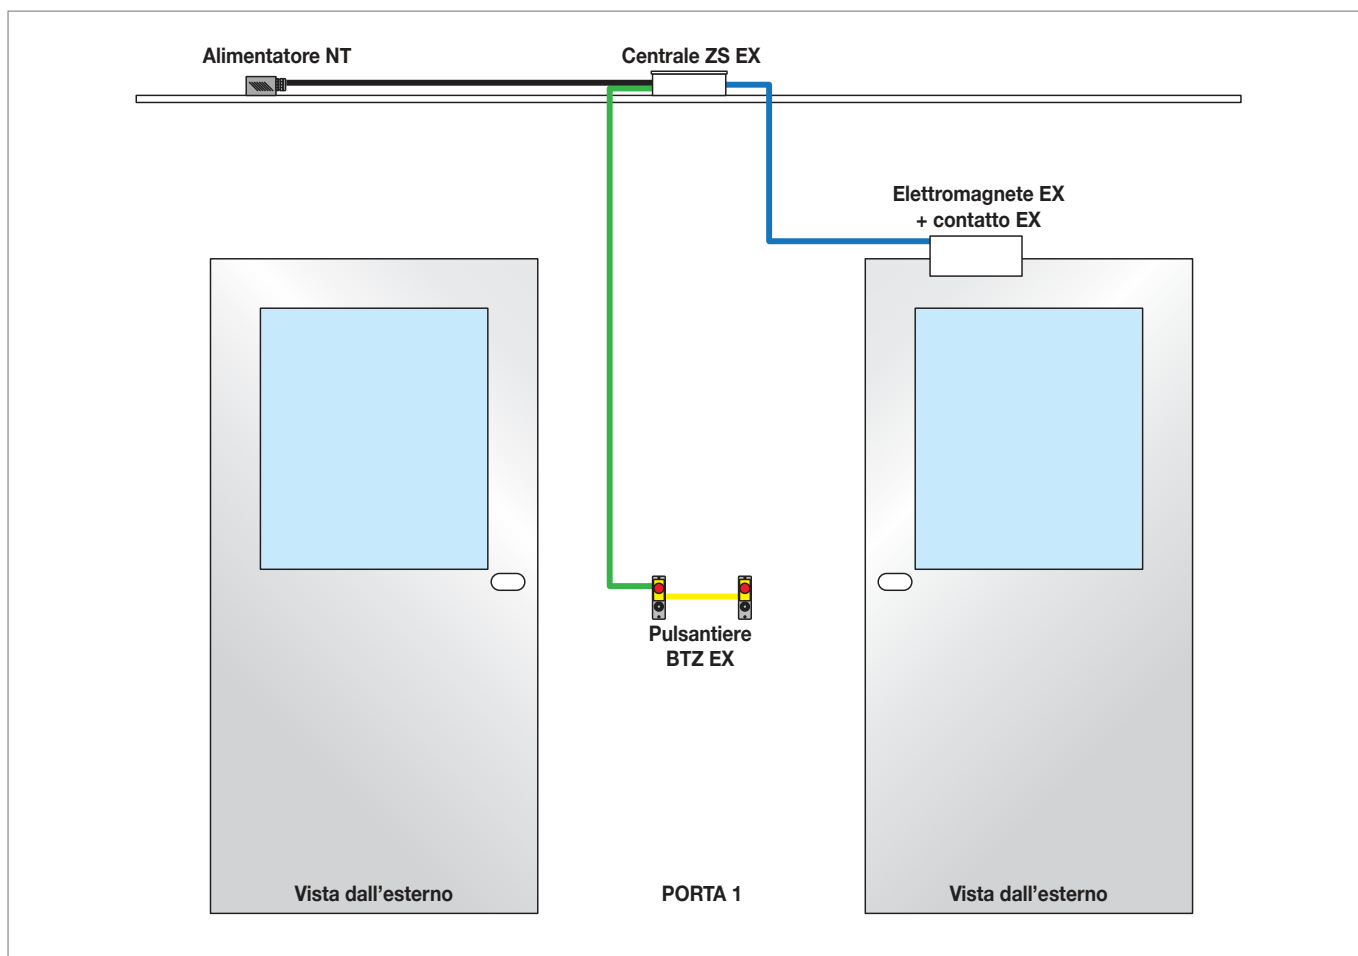 Alimentatore NT
Centrale ZS EX
Elettromagnete EX
+ contatto EX
Pulsantiere
BTZ EX
Vista dall'esterno
PORTA 1
Vista dall'esterno